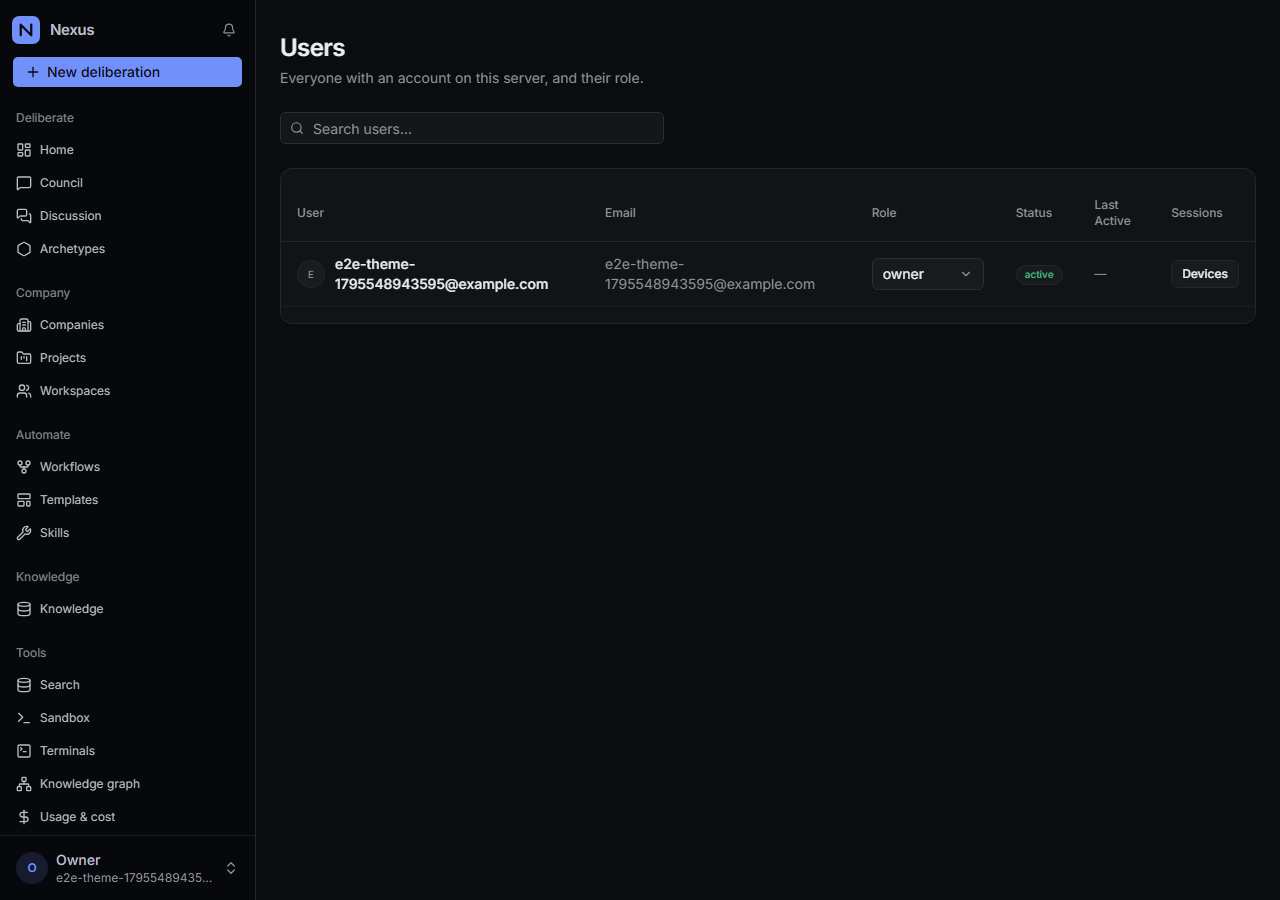 N
Nexus
New deliberation
Deliberate
Home
Council
Discussion
Archetypes
Company
Companies
Projects
Workspaces
Automate
Workflows
Templates
Skills
Knowledge
Knowledge
Tools
Search
Sandbox
Terminals
Knowledge graph
Usage & cost
O
Owner
e2e-theme-17955489435...
Users
Everyone with an account on this server, and their role.
Search users...
User
Email
Role
Status
Last
Active
Sessions
E
e2e-theme-
1795548943595@example.com
e2e-theme-
1795548943595@example.com
owner
active
—
Devices